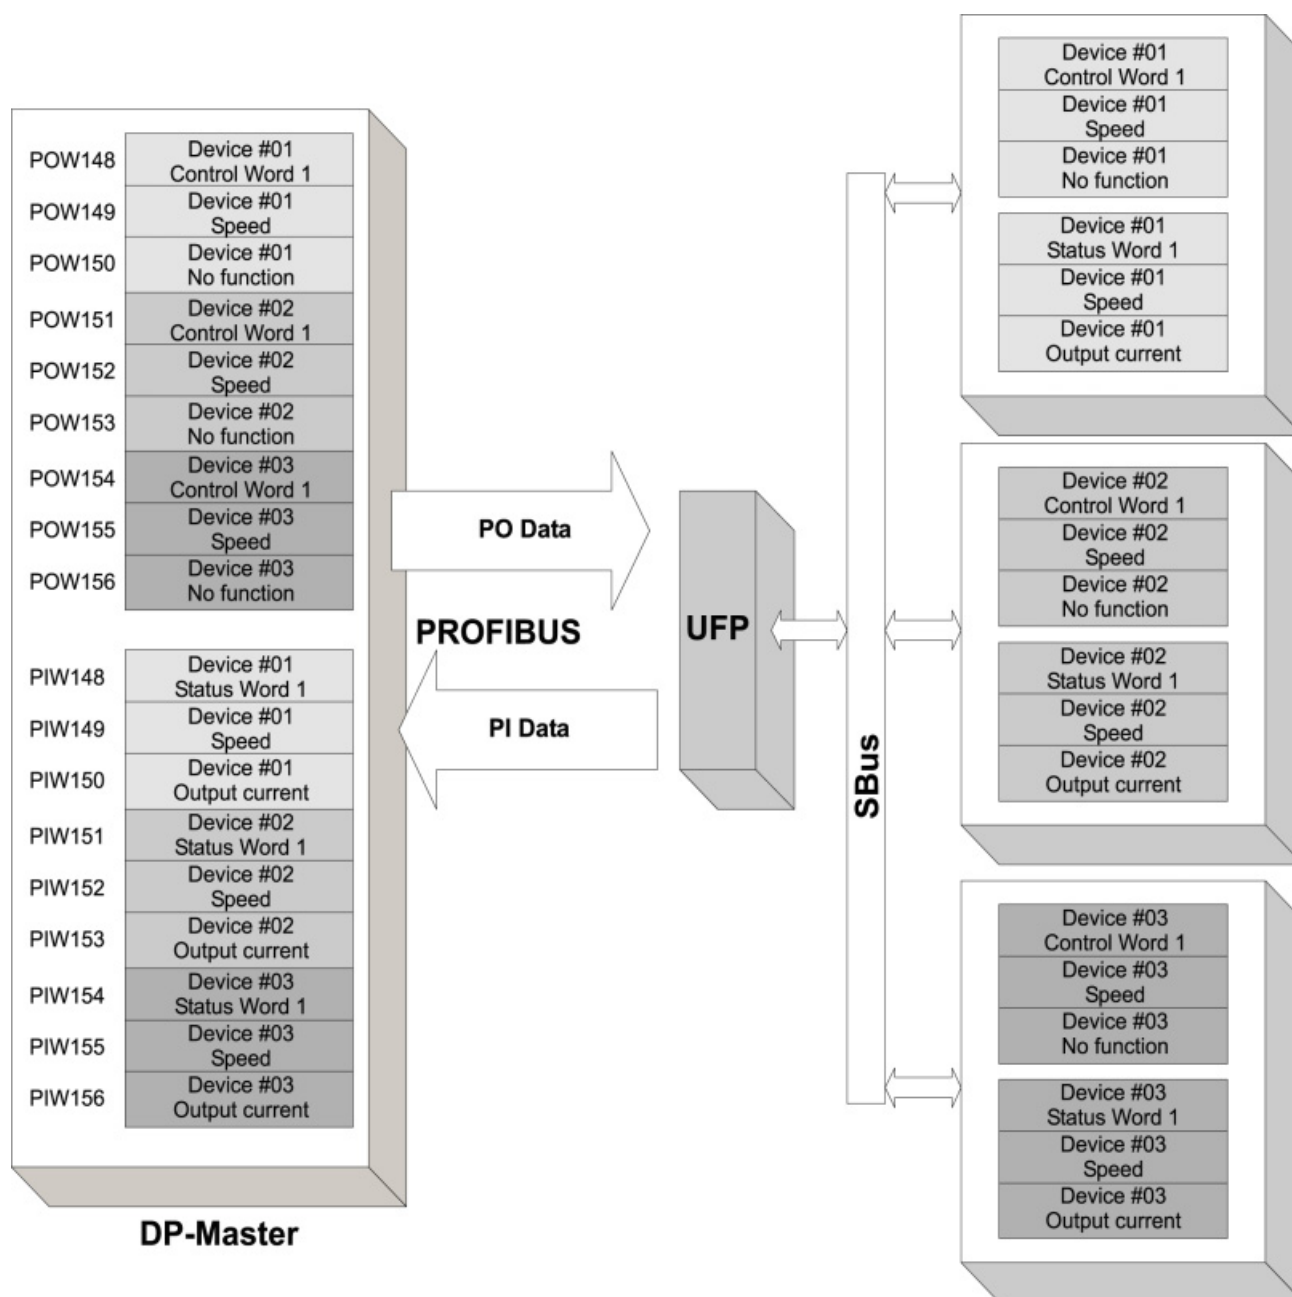 POW148
Device #01
Control Word 1
POW149
Device #01
Speed
POW150
Device #01
No function
POW151
Device #02
Control Word 1
POW152
Device #02
Speed
POW153
Device #02
No function
POW154
Device #03
Control Word 1
POW155
Device #03
Speed
POW156
Device #03
No function
PIW148
Device #01
Status Word 1
PIW149
Device #01
Speed
PIW150
Device #01
Output current
PIW151
Device #02
Status Word 1
PIW152
Device #02
Speed
PIW153
Device #02
Output current
PIW154
Device #03
Status Word 1
PIW155
Device #03
Speed
PIW156
Device #03
Output current
DP-Master
PO Data
PROFIBUS
PI Data
UFP
SBus
Device #01
Control Word 1
Device #01
Speed
Device #01
No function
Device #01
Status Word 1
Device #01
Speed
Device #01
Output current
Device #02
Control Word 1
Device #02
Speed
Device #02
No function
Device #02
Status Word 1
Device #02
Speed
Device #02
Output current
Device #03
Control Word 1
Device #03
Speed
Device #03
No function
Device #03
Status Word 1
Device #03
Speed
Device #03
Output current